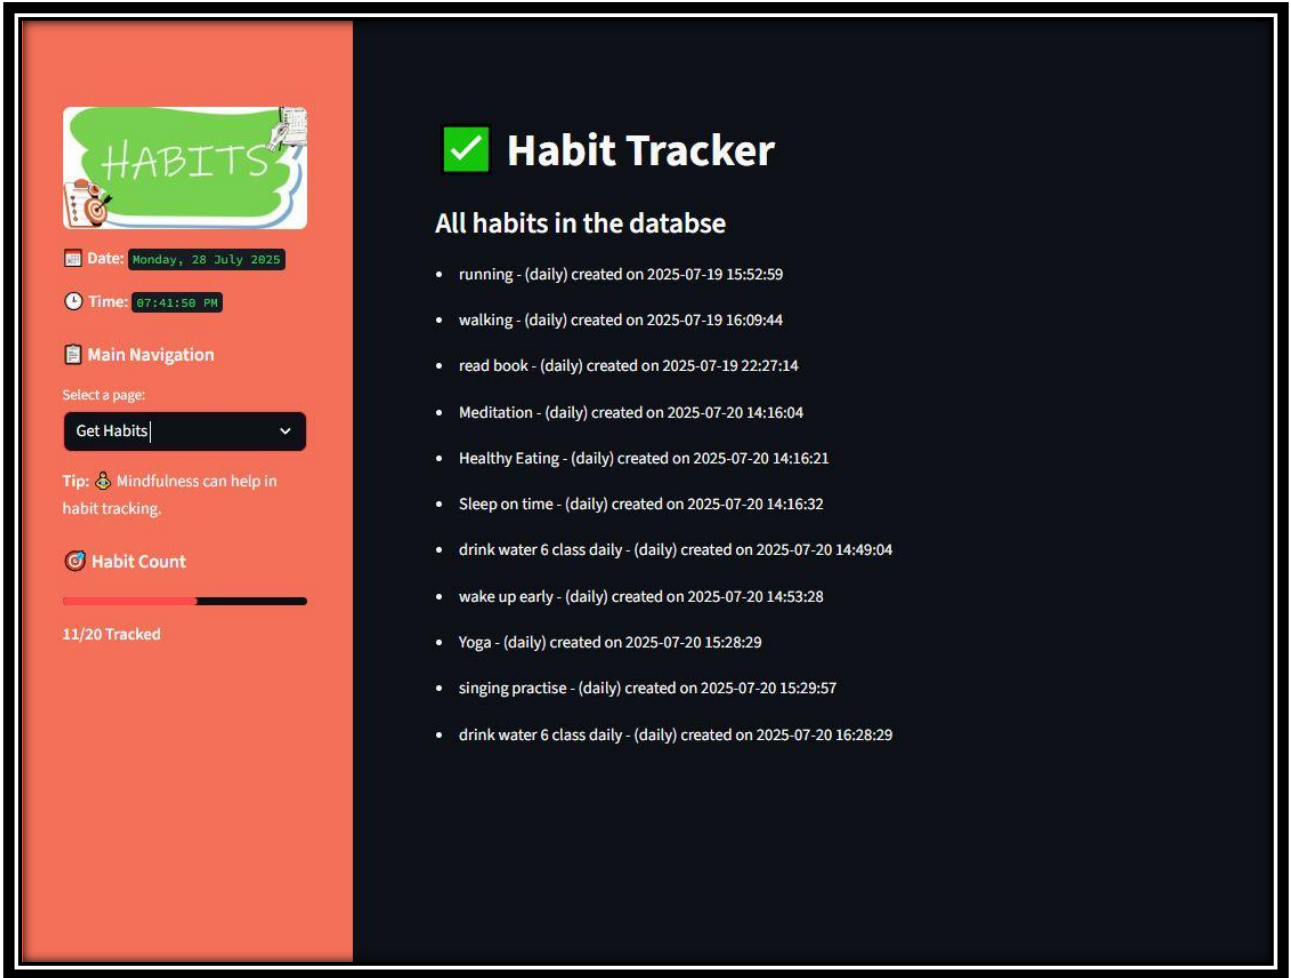 HABITS
Date: Monday, 28 July 2025
Time: 07:41:50 PM
Main Navigation
Select a page:
Get Habits
Tip: Mindfulness can help in
habit tracking.
Habit Count
11/20 Tracked
Habit Tracker
All habits in the databse
running - (daily) created on 2025-07-19 15:52:59
walking - (daily) created on 2025-07-19 16:09:44
read book - (daily) created on 2025-07-19 22:27:14
Meditation - (daily) created on 2025-07-20 14:16:04
Healthy Eating - (daily) created on 2025-07-20 14:16:21
Sleep on time - (daily) created on 2025-07-20 14:16:32
drink water 6 class daily - (daily) created on 2025-07-20 14:49:04
wake up early - (daily) created on 2025-07-20 14:53:28
Yoga - (daily) created on 2025-07-20 15:28:29
singing practise - (daily) created on 2025-07-20 15:29:57
drink water 6 class daily - (daily) created on 2025-07-20 16:28:29